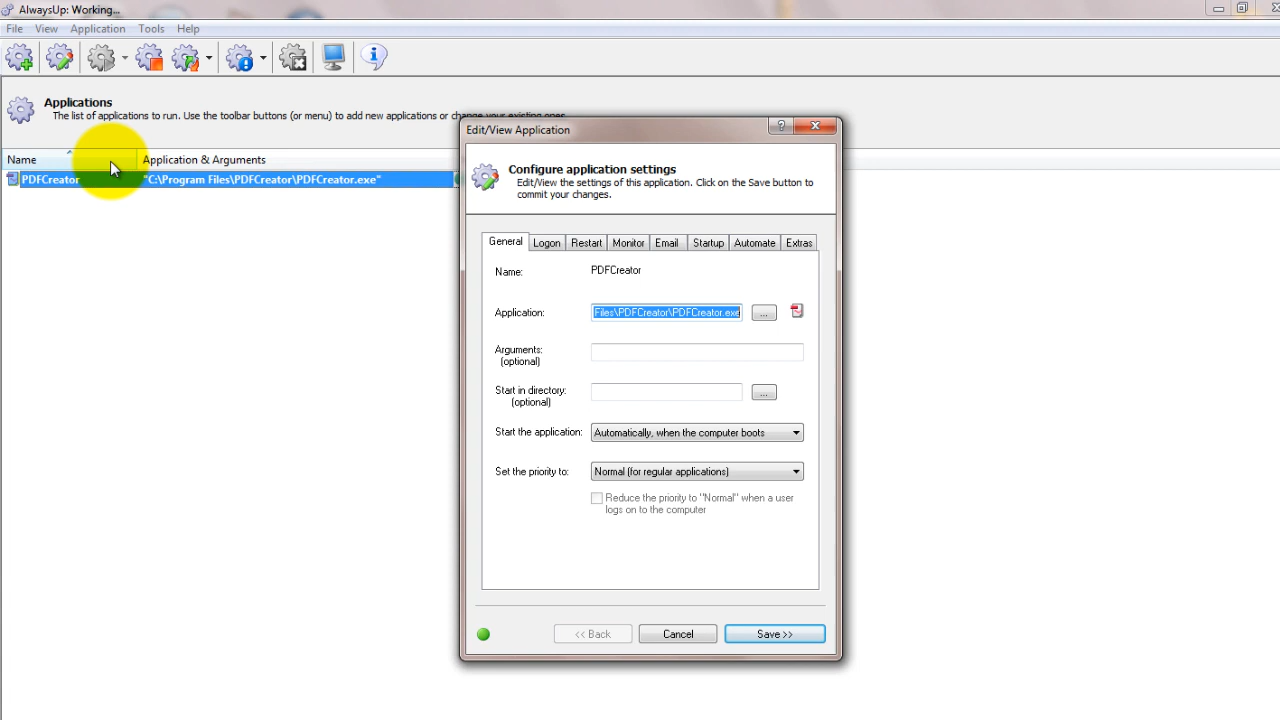 AlwaysUp: Working...
File View Application Tools Help
Applications
The list of applications to run. Use the toolbar buttons (or menu) to add new applications or change your existing ones.
Name Application & Arguments
PDFCreator "C:\Program Files\PDFCreator\PDFCreator.exe"
Edit/View Application
Configure application settings
Edit/View the settings of this application. Click on the Save button to
commit your changes.
General Logon Restart Monitor Email Startup Automate Extras
Name: PDFCreator
Application: Files\PDFCreator\PDFCreator.exe ...
Arguments:
(optional)
Start in directory: ...
(optional)
Start the application: Automatically, when the computer boots
Set the priority to: Normal (for regular applications)
Reduce the priority to "Normal" when a user
logs on to the computer
<< Back Cancel Save >>